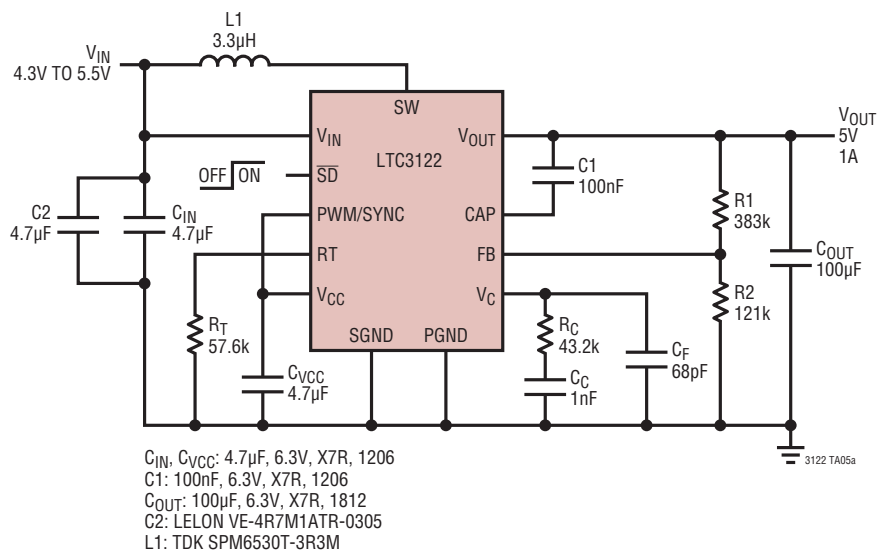 L1
3.3µH
VIN
4.3V TO 5.5V
SW
VIN
VOUT
VOUT
5V
1A
LTC3122
OFF ON
SD
C1
100nF
C2
4.7µF
CIN
4.7µF
PWM/SYNC
CAP
R1
383k
RT
FB
COUT
100µF
VCC
VC
R2
121k
RT
57.6k
SGND
PGND
RC
43.2k
CF
68pF
CVCC
4.7µF
CC
1nF
3122 TA05a
CIN, CVCC: 4.7µF, 6.3V, X7R, 1206
C1: 100nF, 6.3V, X7R, 1206
COUT: 100µF, 6.3V, X7R, 1812
C2: LELON VE-4R7M1ATR-0305
L1: TDK SPM6530T-3R3M